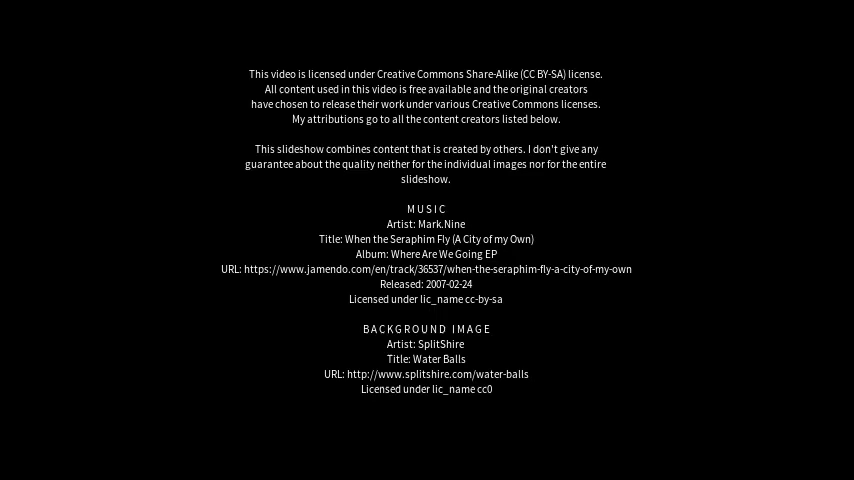 This video is licensed under Creative Commons Share-Alike (CC BY-SA) license.
All content used in this video is free available and the original creators
have chosen to release their work under various Creative Commons licenses.
My attributions go to all the content creators listed below.
This slideshow combines content that is created by others. I don't give any
guarantee about the quality neither for the individual images nor for the entire
slideshow.
MUSIC
Artist: Mark.Nine
Title: When the Seraphim Fly (A City of my Own)
Album: Where Are We Going EP
URL: https://www.jamendo.com/en/track/36537/when-the-seraphim-fly-a-city-of-my-own
Released: 2007-02-24
Licensed under lic_name cc-by-sa
BACKGROUND IMAGE
Artist: SplitShire
Title: Water Balls
URL: http://www.splitshire.com/water-balls
Licensed under lic_name cc0